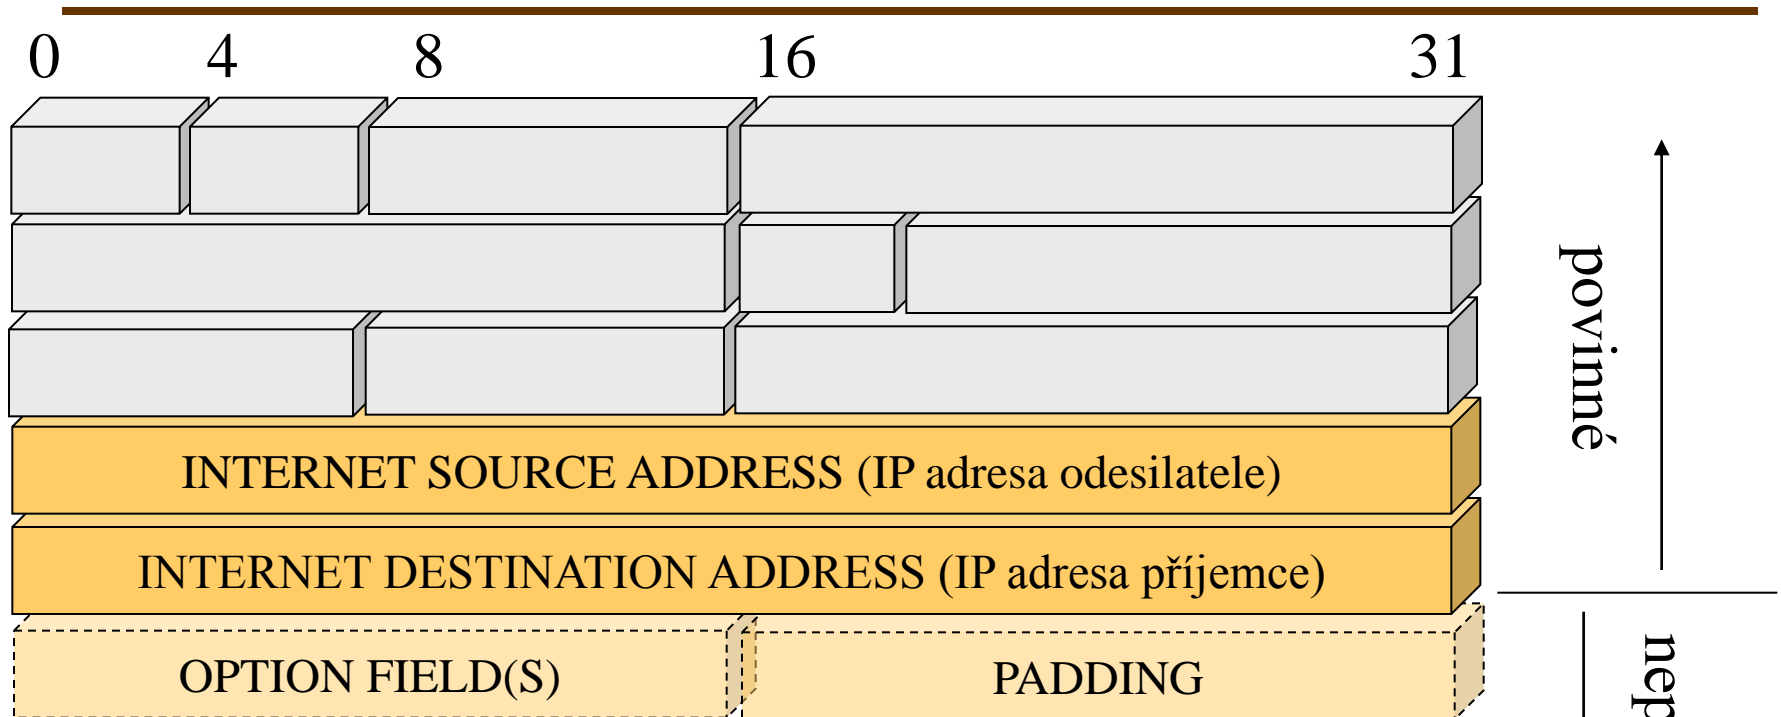 0 4 8 16 31
povinné
INTERNET SOURCE ADDRESS (IP adresa odesilatele)
INTERNET DESTINATION ADDRESS (IP adresa příjemce)
OPTION FIELD(S) PADDING